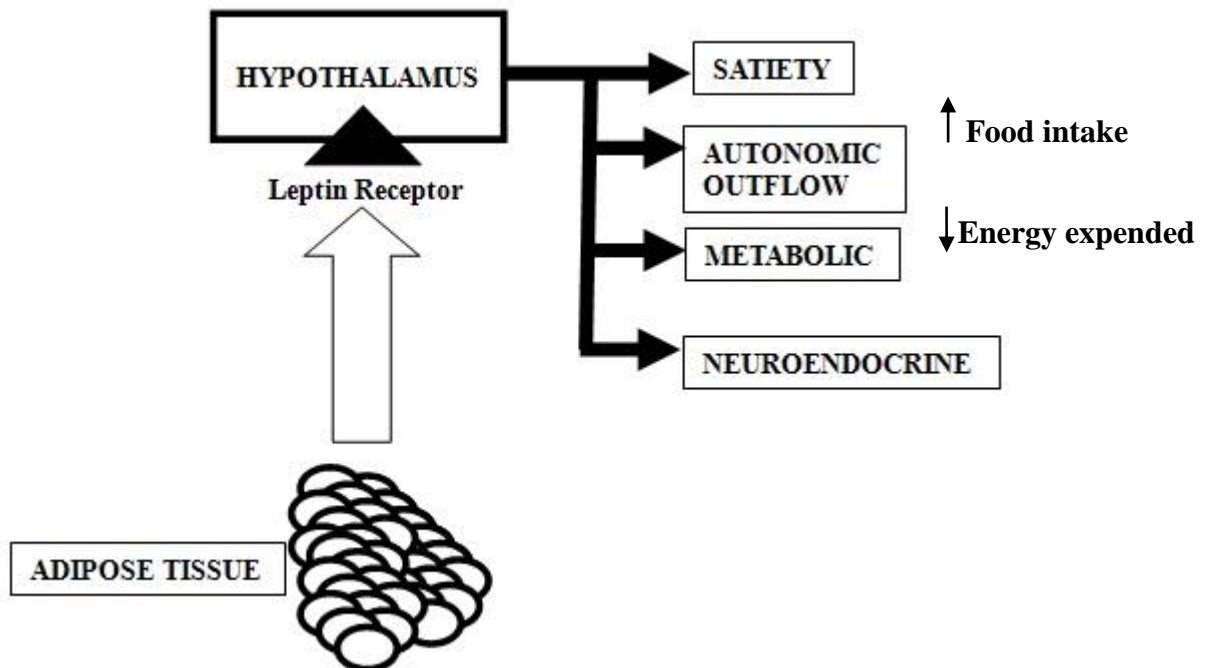 HYPOTHALAMUS
Leptin Receptor
SATIETY
AUTONOMIC
OUTFLOW
METABOLIC
NEUROENDOCRINE
Food intake
Energy expended
ADIPOSE TISSUE